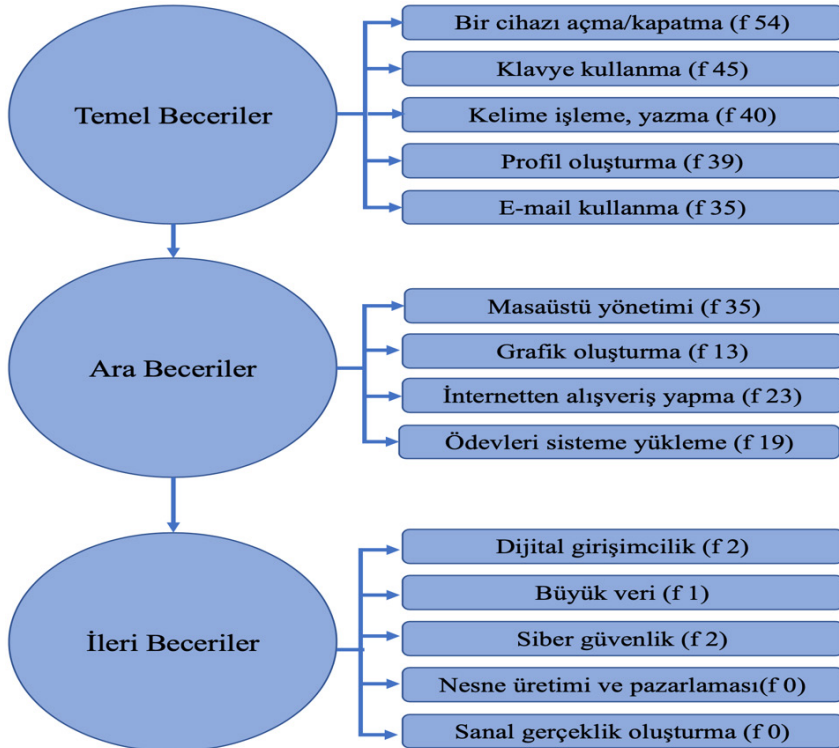 Temel Beceriler
Bir cihazı açma/kapatma (f 54)
Klavye kullanma (f 45)
Kelime işleme, yazma (f 40)
Profil oluşturma (f 39)
E-mail kullanma (f 35)
Ara Beceriler
Masaüstü yönetimi (f 35)
Grafik oluşturma (f 13)
İnternetten alışveriş yapma (f 23)
Ödevleri sisteme yükleme (f 19)
İleri Beceriler
Dijital girişimcilik (f 2)
Büyük veri (f 1)
Siber güvenlik (f 2)
Nesne üretimi ve pazarlaması(f 0)
Sanal gerçeklik oluşturma (f 0)